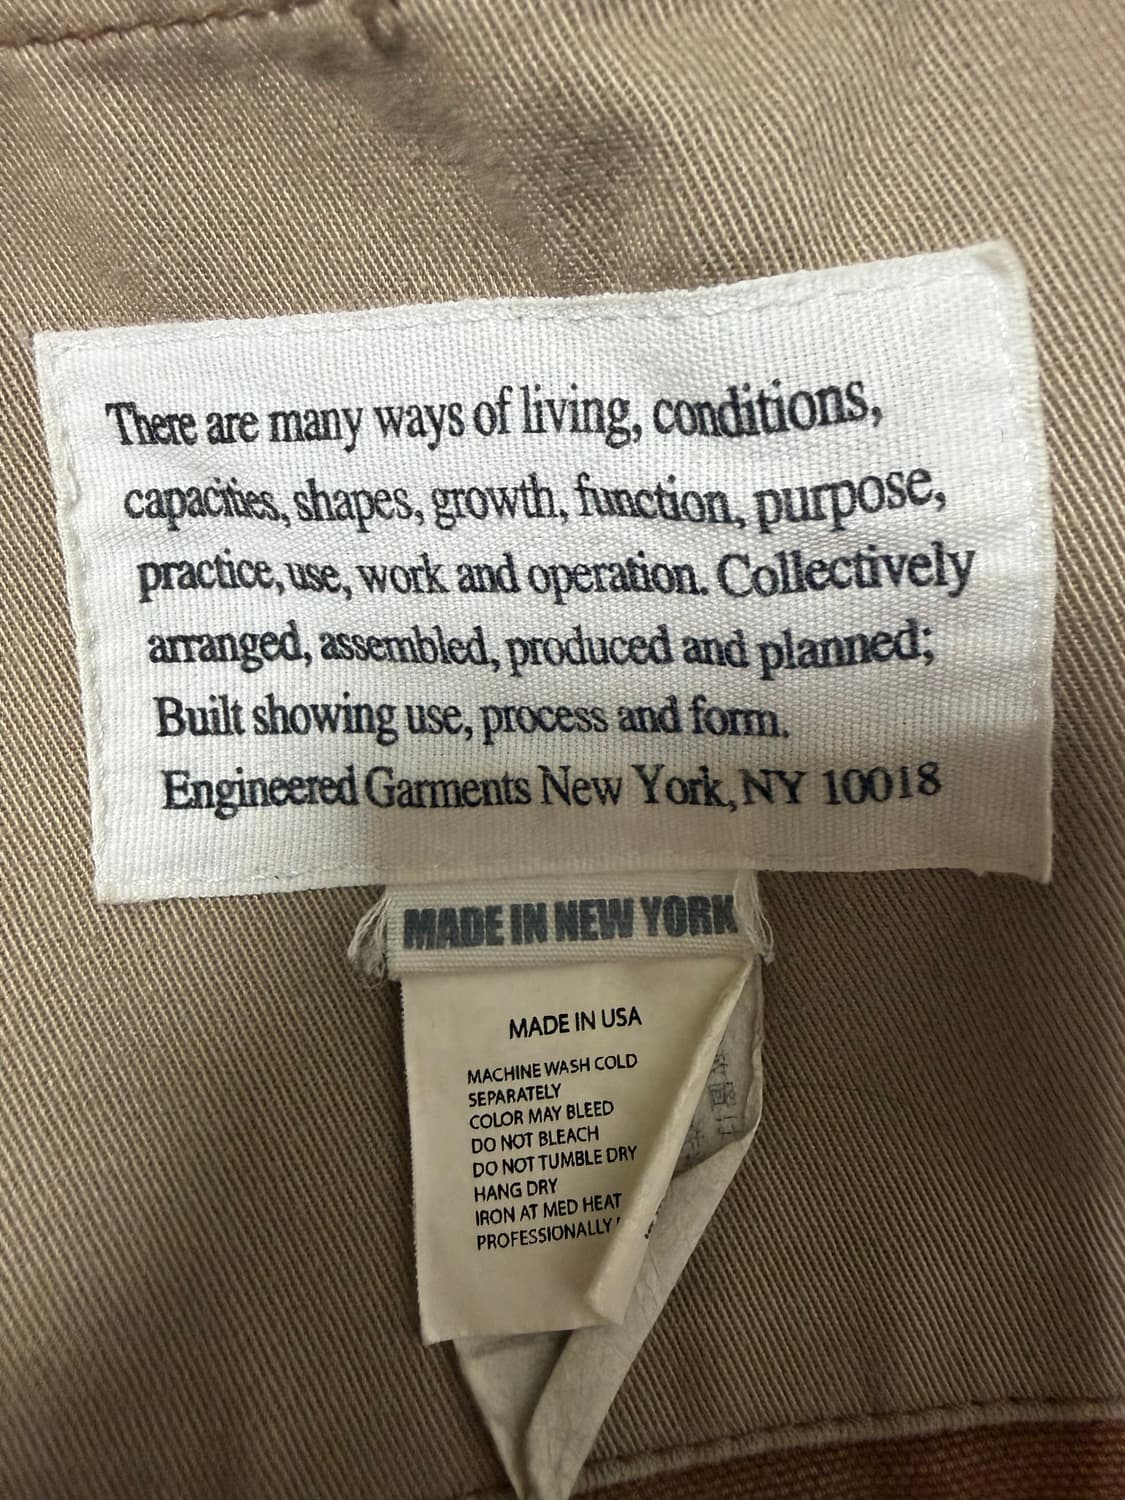 There are many ways of living, conditions,
capacities, shapes, growth, function, purpose,
practice, use, work and operation. Collectively
arranged, assembled, produced and planned;
Built showing use, process and form.
Engineered Garments New York, NY 10018
MADE IN NEW YORK
MADE IN USA
MACHINE WASH COLD
SEPARATELY
COLOR MAY BLEED
DO NOT BLEACH
DO NOT TUMBLE DRY
HANG DRY
IRON AT MED HEAT
PROFESSIONALLY